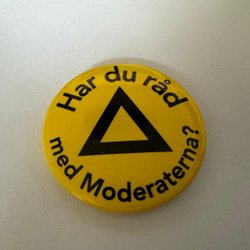 Har du råd
med Moderaterna?